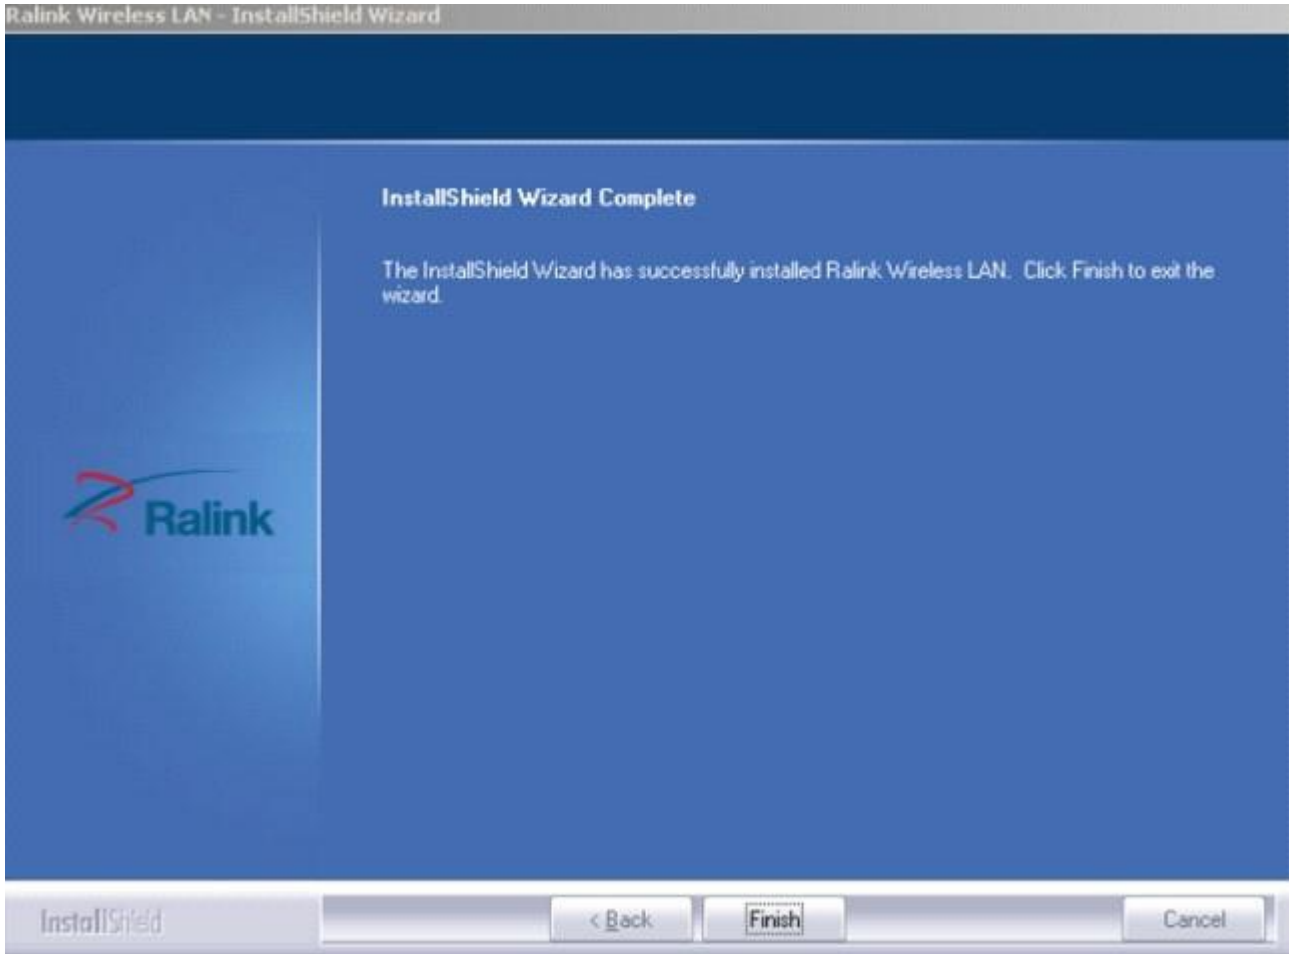 Ralink Wireless LAN - InstallShield Wizard
InstallShield Wizard Complete
The InstallShield Wizard has successfully installed Ralink Wireless LAN. Click Finish to exit the
wizard.
Ralink
InstallShield
< Back
Finish
Cancel